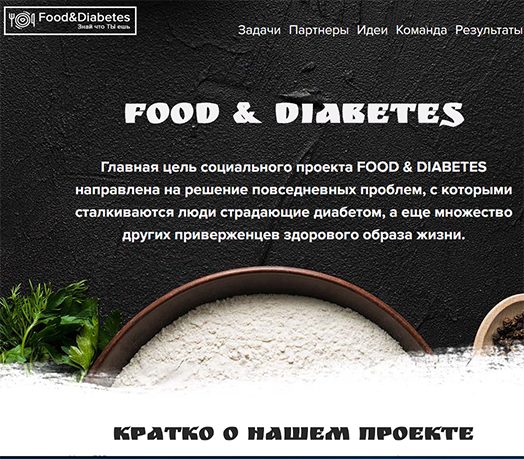 Food&Diabetes
Знай что ТЫ ешь
Задачи Партнеры Идеи Команда Результаты
FOOD & DIABETES
Главная цель социального проекта FOOD & DIABETES
направлена на решение повседневных проблем, с которыми
сталкиваются люди страдающие диабетом, а еще множество
других приверженцев здорового образа жизни.
КРАТКО О НАШЕМ ПРОЕКТЕ